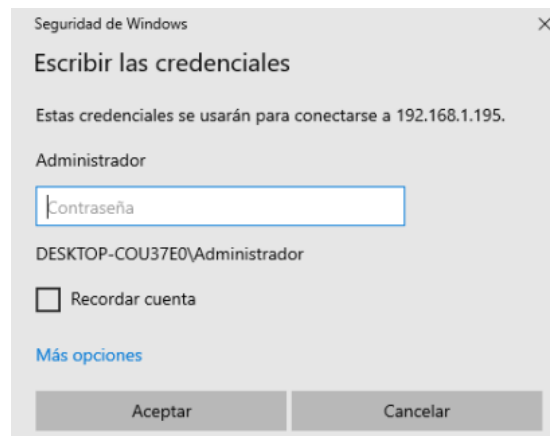 Seguridad de Windows
Escribir las credenciales
Estas credenciales se usarán para conectarse a 192.168.1.195.
Administrador
Contraseña
DESKTOP-COU37E0\Administrador
Recordar cuenta
Más opciones
Aceptar
Cancelar